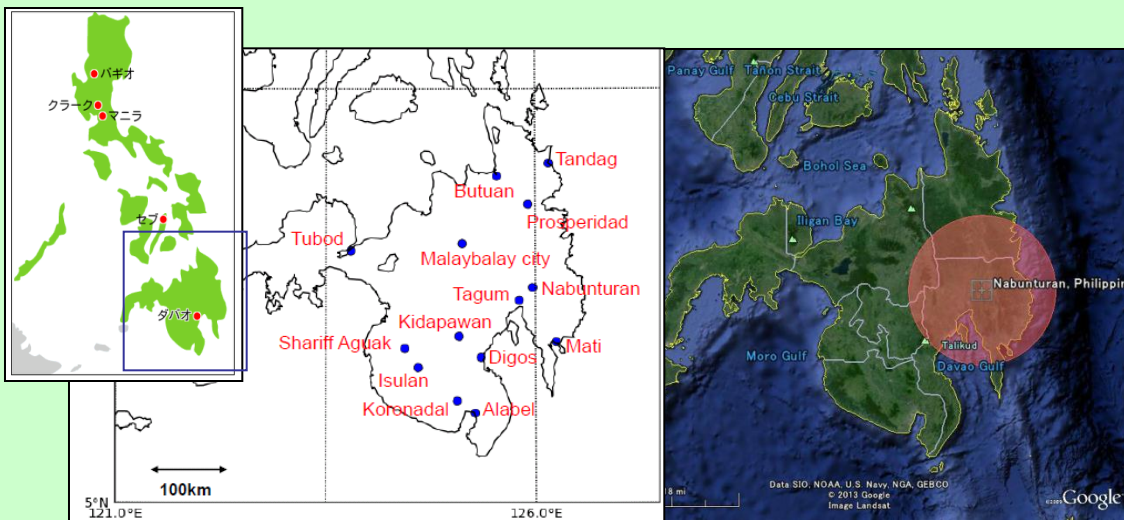 バギオ
クラーク
マニラ
セブ
ダバオ
Tandag
Butuan
Prosperidad
Tubod
Malaybalay city
Tagum
Nabunturan
Kidapawan
Shariff Aguak
Digos
Mati
Isulan
Koronadal
Alabel
100km
5°N
121.0°E
126.0°E
Panay Gulf
Tañon Strait
Cebu Strait
Bohol Sea
Iligan Bay
Nabunturan, Philippin
Talikud
Moro Gulf
Davao Gulf
8 mi
Data SIO, NOAA, U.S. Navy, NGA, GEBCO
© 2013 Google
Image Landsat
Google